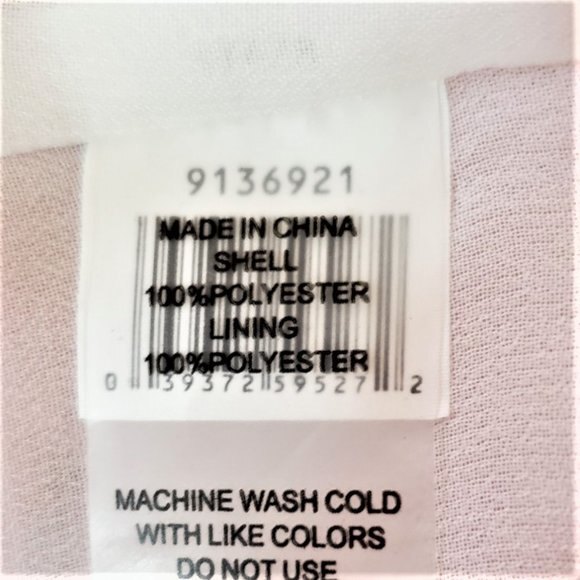 9136921
MADE IN CHINA
SHELL
100%POLYESTER
LINING
100%POLYESTER
0 39372 59527 2
MACHINE WASH COLD
WITH LIKE COLORS
DO NOT USE